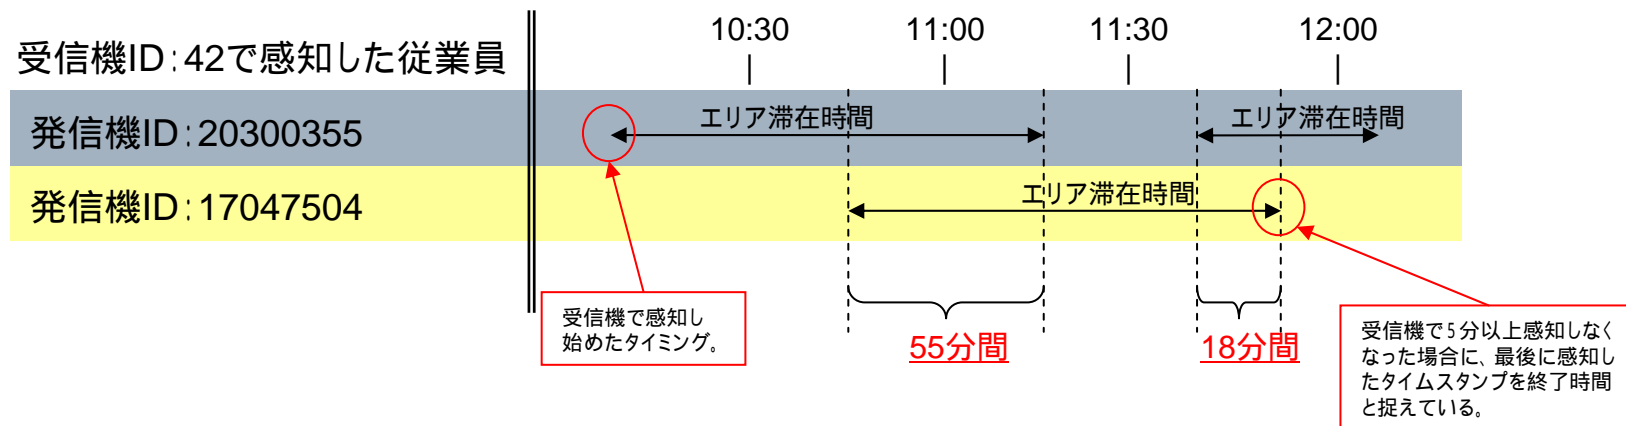 10:30 11:00 11:30 12:00
受信機ID:42で感知した従業員
発信機ID:20300355
エリア滞在時間 エリア滞在時間
発信機ID:17047504
エリア滞在時間
受信機で感知し
始めたタイミング。
55分間
18分間
受信機で5分以上感知しなく
なった場合に、最後に感知し
たタイムスタンプを終了時間
と捉えている。